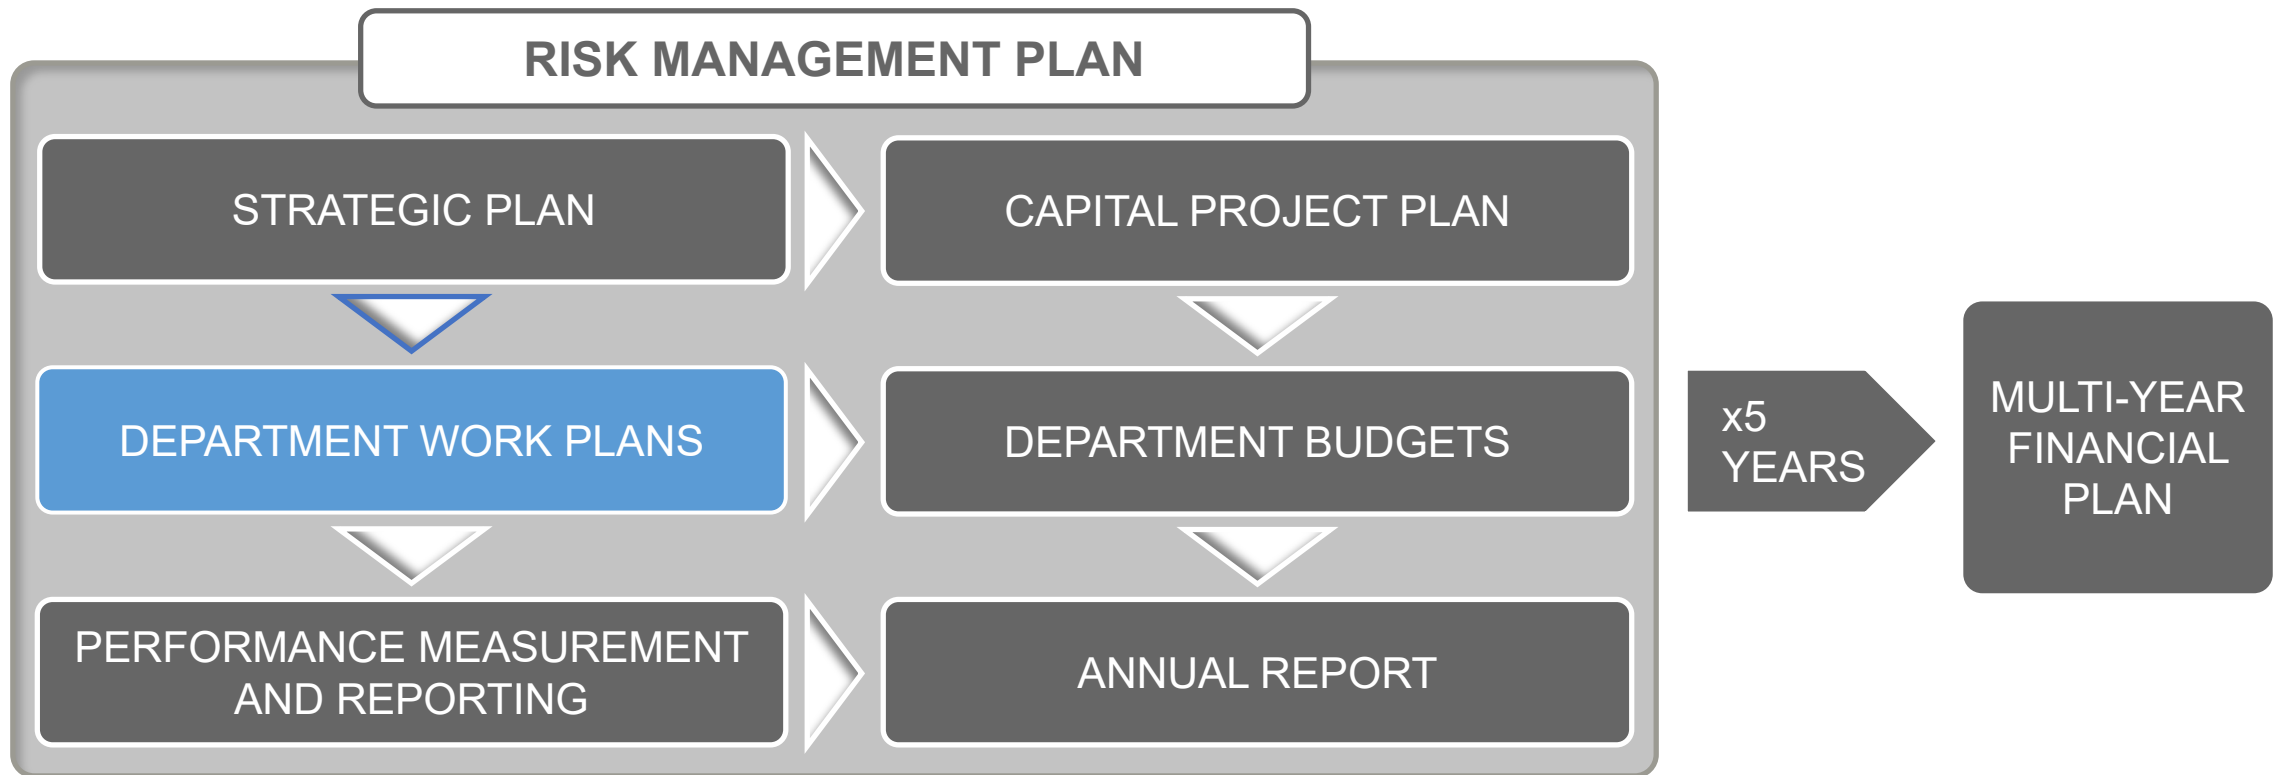 RISK MANAGEMENT PLAN
STRATEGIC PLAN
CAPITAL PROJECT PLAN
DEPARTMENT WORK PLANS
DEPARTMENT BUDGETS
PERFORMANCE MEASUREMENT
AND REPORTING
ANNUAL REPORT
x5
YEARS
MULTI-YEAR
FINANCIAL
PLAN